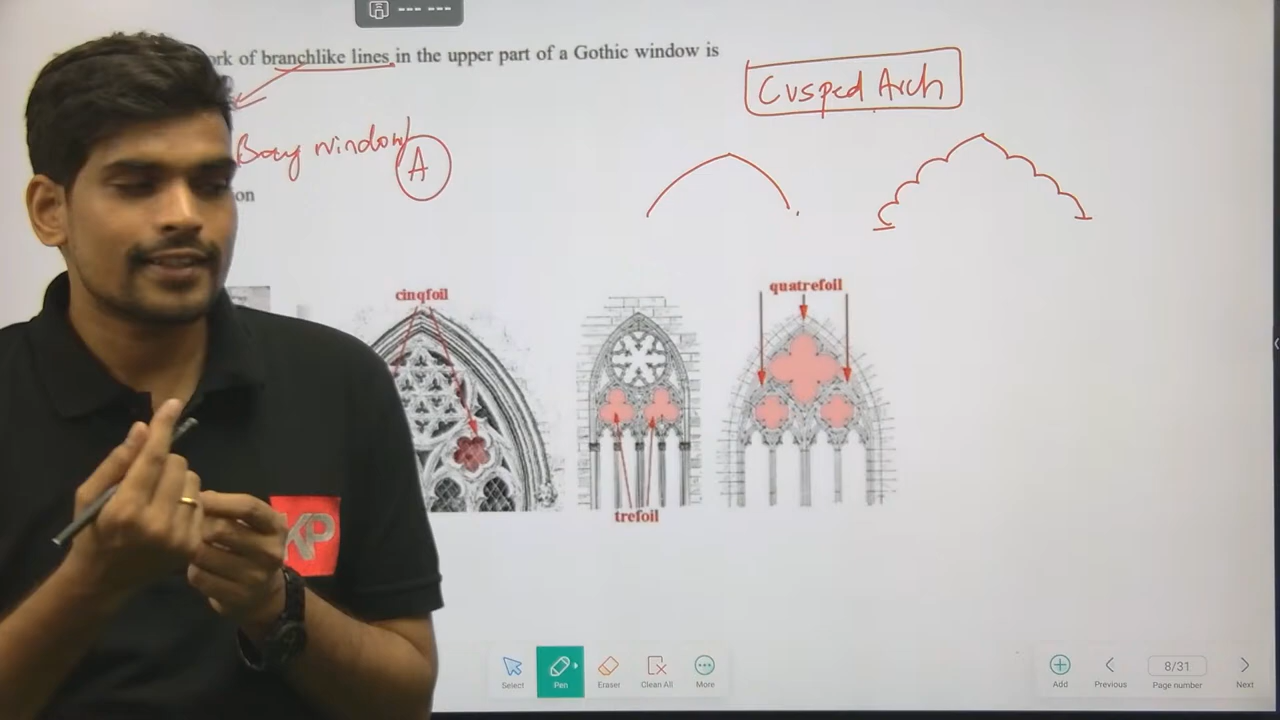 --- ---
ork of branchlike lines in the upper part of a Gothic window is
Cusped Arch
Bay window
A
on
cinqfoil
quatrefoil
trefoil
KP
Select
Pen
Eraser
Clean All
More
Add
Previous
8/31
Page number
Next